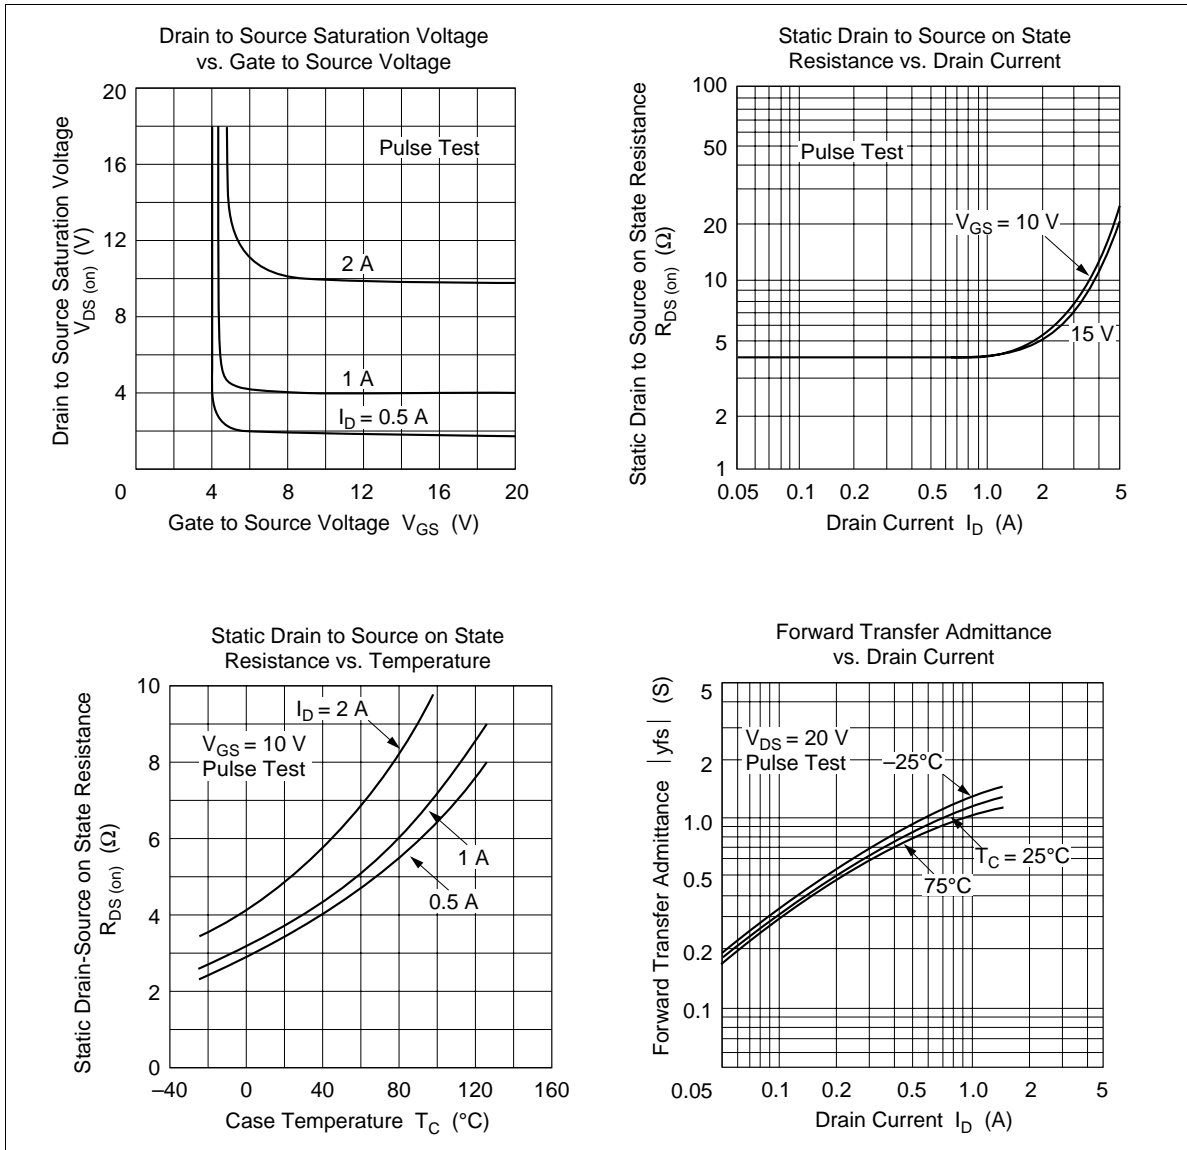 Drain to Source Saturation Voltage
vs. Gate to Source Voltage
Drain to Source Saturation Voltage
V_DS (on) (V)
20
16
12
8
4
0
Pulse Test
2 A
1 A
I_D = 0.5 A
4 8 12 16 20
Gate to Source Voltage V_GS (V)
Static Drain to Source on State
Resistance vs. Drain Current
Static Drain to Source on State Resistance
R_DS (on) (Ω)
100
50
20
10
5
2
1
Pulse Test
V_GS = 10 V
15 V
0.05 0.1 0.2 0.5 1.0 2 5
Drain Current I_D (A)
Static Drain to Source on State
Resistance vs. Temperature
Static Drain-Source on State Resistance
R_DS (on) (Ω)
10
8
6
4
2
0
V_GS = 10 V
Pulse Test
I_D = 2 A
1 A
0.5 A
–40 0 40 80 120 160
Case Temperature T_C (°C)
Forward Transfer Admittance
vs. Drain Current
Forward Transfer Admittance |yfs| (S)
5
2
1.0
0.5
0.2
0.1
0.05
V_DS = 20 V
Pulse Test
–25°C
T_C = 25°C
75°C
0.1 0.2 0.5 1.0 2 5
Drain Current I_D (A)